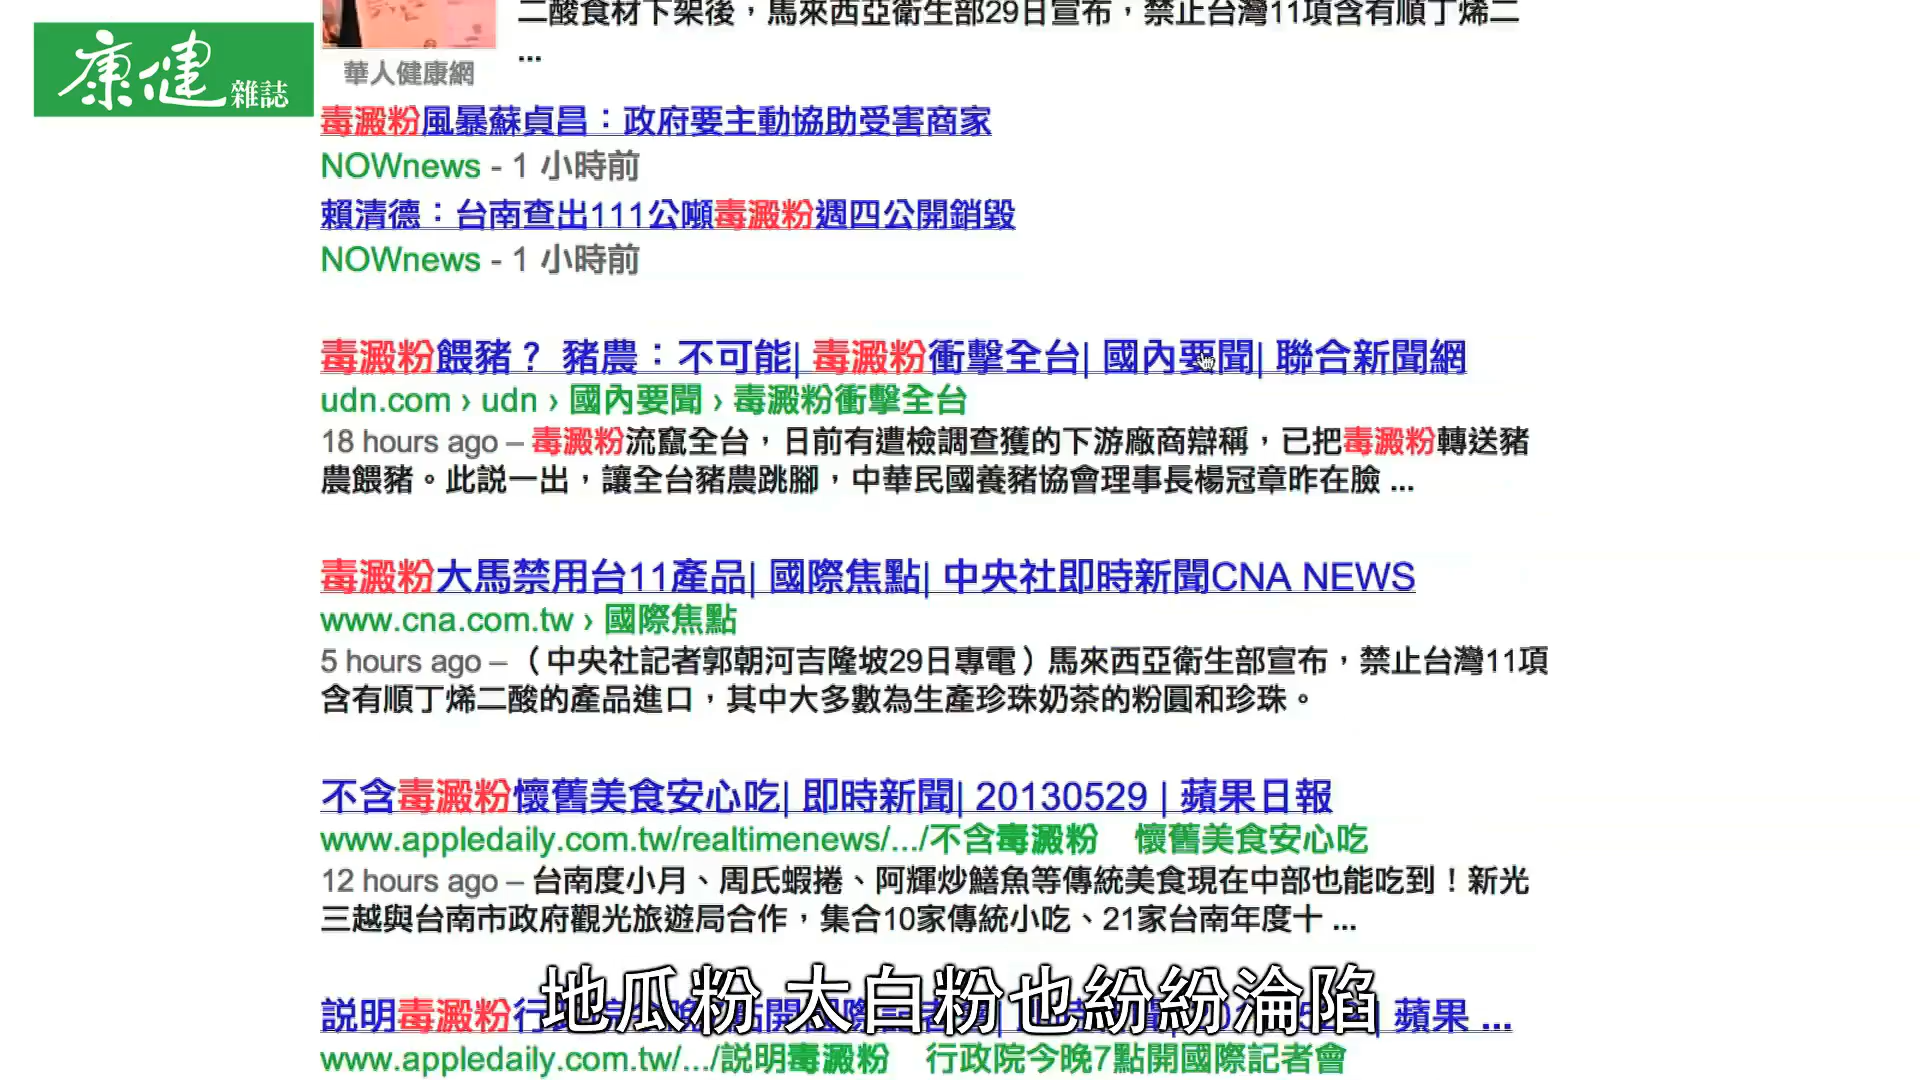 二酸食材下架後，馬來西亞衛生部29日宣布，禁止台灣11項含有順丁烯二
...
康健雜誌
華人健康網
毒澱粉風暴蘇貞昌：政府要主動協助受害商家
NOWnews - 1 小時前
賴清德：台南查出111公噸毒澱粉週四公開銷毀
NOWnews - 1 小時前
毒澱粉餵豬？ 豬農：不可能| 毒澱粉衝擊全台| 國內要聞| 聯合新聞網
udn.com › udn › 國內要聞 › 毒澱粉衝擊全台
18 hours ago – 毒澱粉流竄全台，日前有遭檢調查獲的下游廠商辯稱，已把毒澱粉轉送豬
農餵豬。此説一出，讓全台豬農跳腳，中華民國養豬協會理事長楊冠章昨在臉 ...
毒澱粉大馬禁用台11產品| 國際焦點| 中央社即時新聞CNA NEWS
www.cna.com.tw › 國際焦點
5 hours ago – （中央社記者郭朝河吉隆坡29日專電）馬來西亞衛生部宣布，禁止台灣11項
含有順丁烯二酸的產品進口，其中大多數為生產珍珠奶茶的粉圓和珍珠。
不含毒澱粉懷舊美食安心吃| 即時新聞| 20130529 | 蘋果日報
www.appledaily.com.tw/realtimenews/.../不含毒澱粉　懷舊美食安心吃
12 hours ago – 台南度小月、周氏蝦捲、阿輝炒鱔魚等傳統美食現在中部也能吃到！新光
三越與台南市政府觀光旅遊局合作，集合10家傳統小吃、21家台南年度十 ...
地瓜粉 太白粉也紛紛淪陷
説明毒澱粉行 蘋果 ...
www.appledaily.com.tw/.../説明毒澱粉　行政院今晚7點開國際記者會